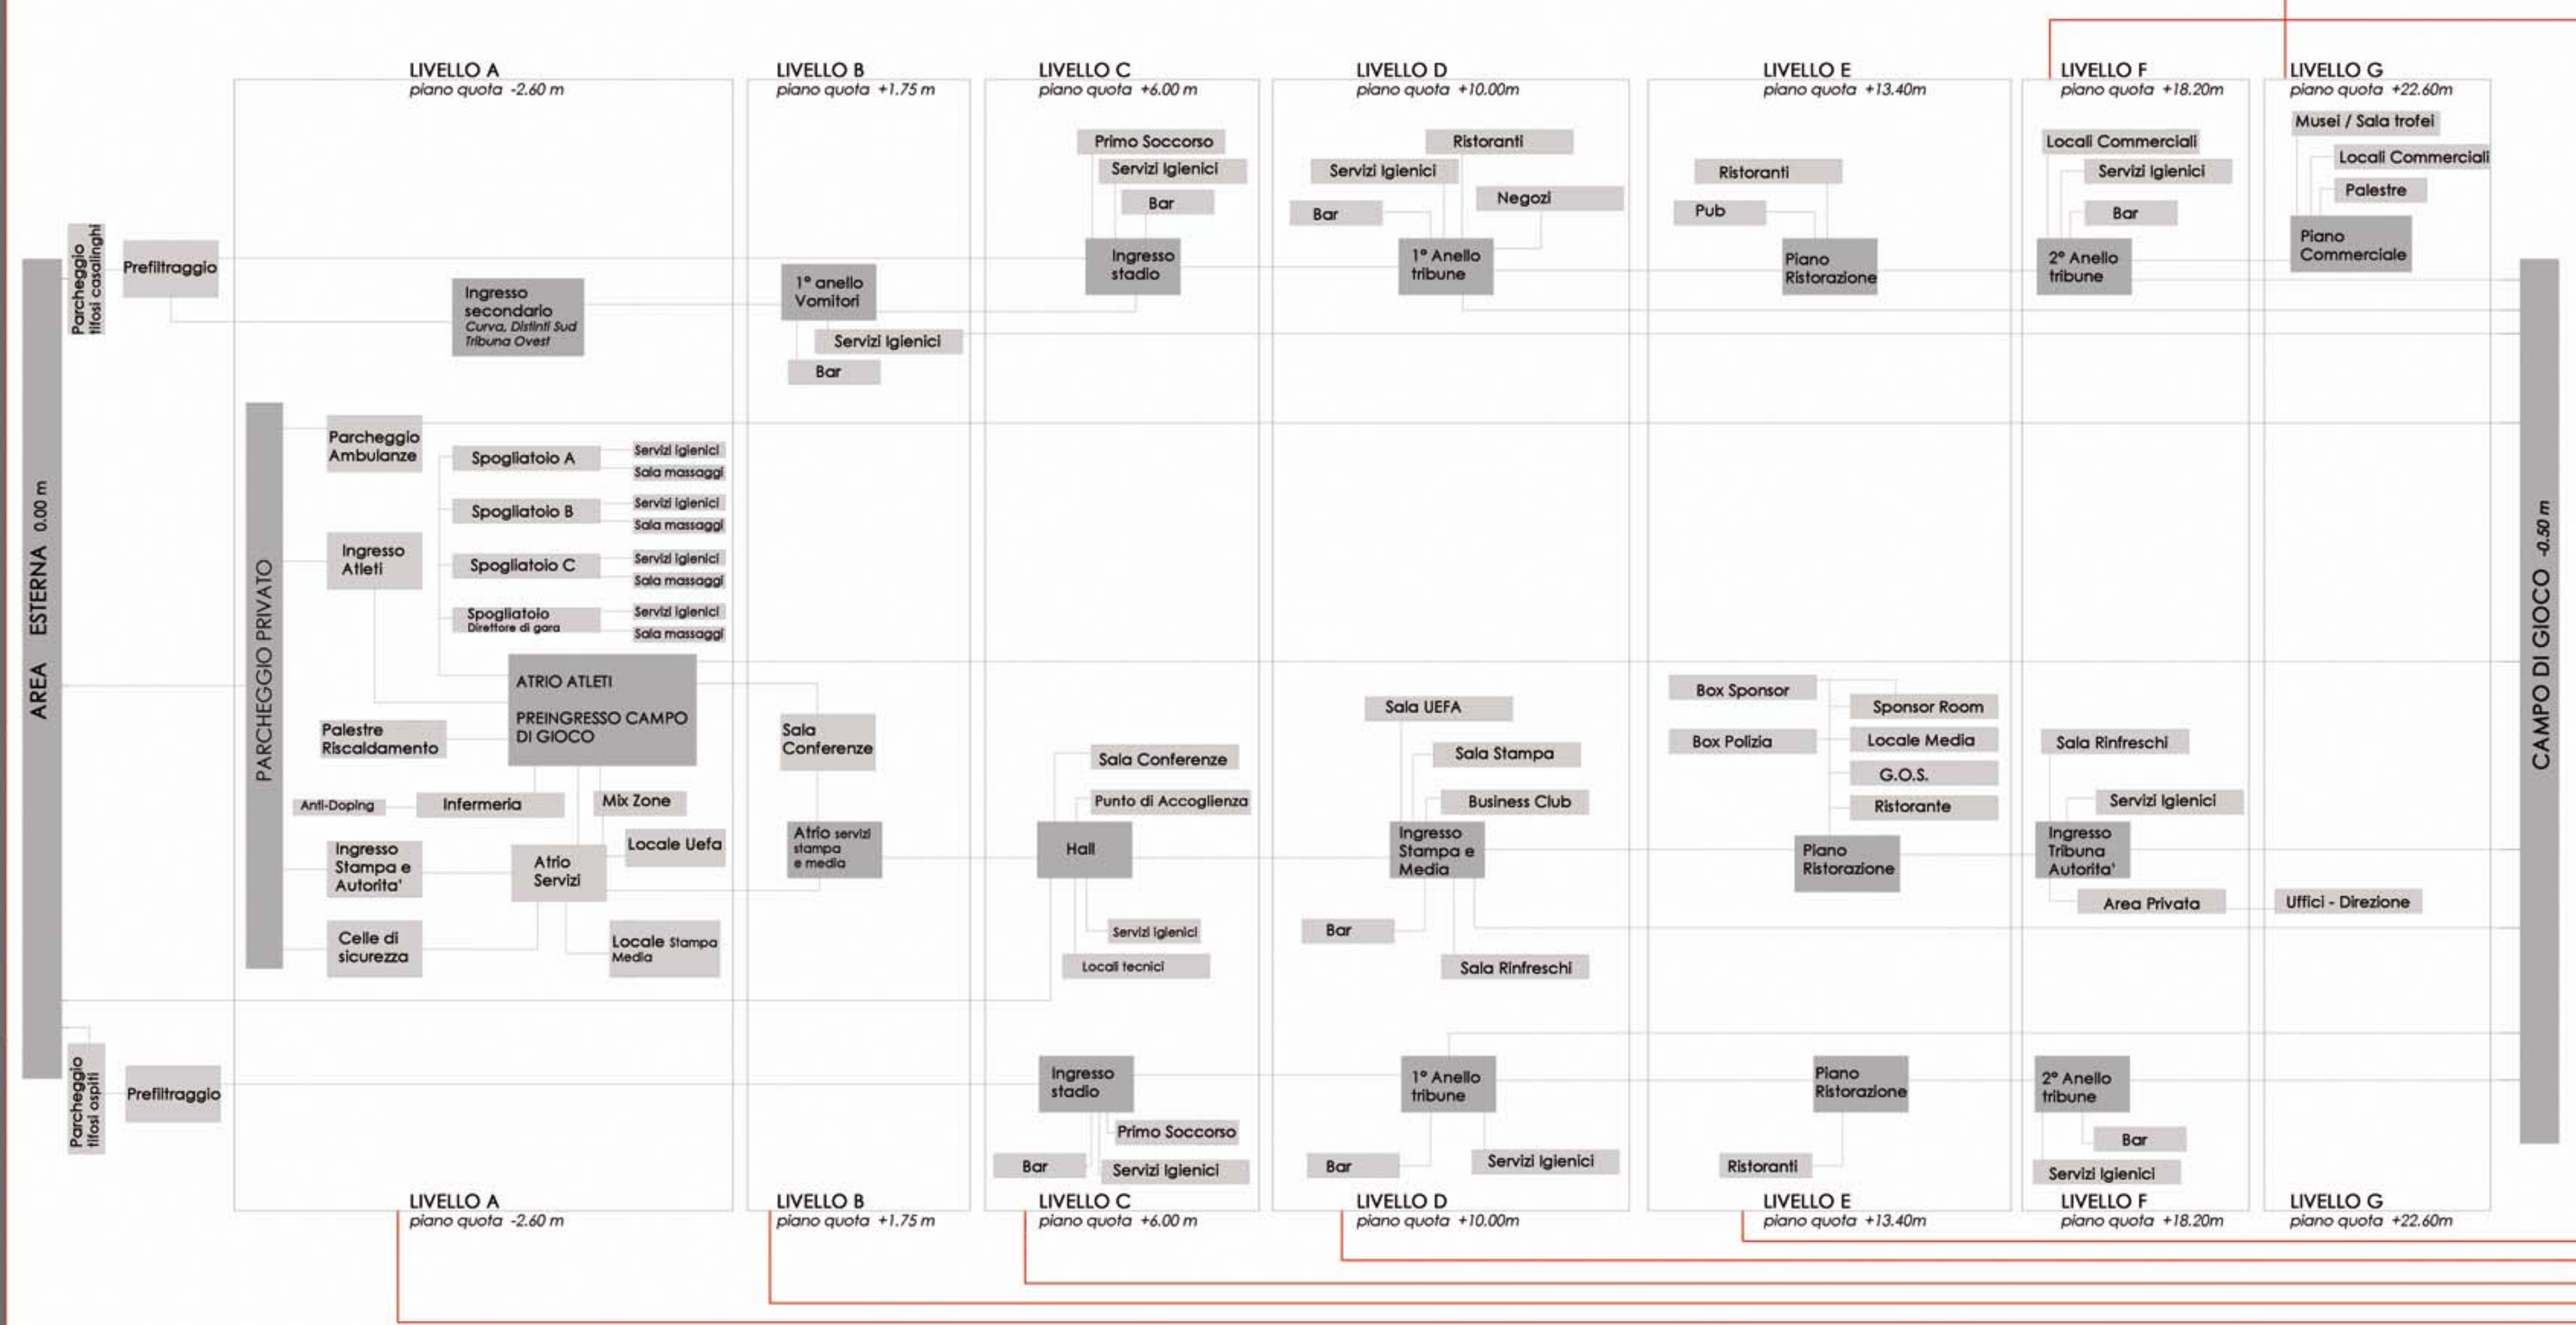 LIVELLO A
piano quota -2.60 m
LIVELLO B
piano quota +1.75 m
LIVELLO C
piano quota +6.00 m
LIVELLO D
piano quota +10.00m
LIVELLO E
piano quota +13.40m
LIVELLO F
piano quota +18.20m
LIVELLO G
piano quota +22.60m
AREA ESTERNA 0.00 m
Parcheggio
tifosi casalinghi
Prefiltraggio
Ingresso
secondario
Curva, Distinti Sud
Tribuna Ovest
1° anello
Vomitori
Servizi Igienici
Bar
Primo Soccorso
Servizi Igienici
Bar
Ingresso
stadio
Ristoranti
Servizi Igienici
Negozi
Bar
1° Anello
tribune
Ristoranti
Pub
Piano
Ristorazione
Locali Commerciali
Servizi Igienici
Bar
2° Anello
tribune
Musei / Sala trofei
Locali Commerciali
Palestre
Piano
Commerciale
PARCHEGGIO PRIVATO
Parcheggio
Ambulanze
Spogliatoio A
Servizi Igienici
Sala massaggi
Spogliatoio B
Servizi Igienici
Sala massaggi
Ingresso
Atleti
Spogliatoio C
Servizi Igienici
Sala massaggi
Spogliatoio
Direttore di gara
Servizi Igienici
Sala massaggi
ATRIO ATLETI
PREINGRESSO CAMPO
DI GIOCO
Palestre
Riscaldamento
Anti-Doping
Infermeria
Mix Zone
Ingresso
Stampa e
Autorita'
Atrio
Servizi
Locale Uefa
Celle di
sicurezza
Locale Stampa
Media
Sala
Conferenze
Atrio servizi
stampa
e media
Sala Conferenze
Punto di Accoglienza
Hall
Servizi Igienici
Locali tecnici
Sala UEFA
Sala Stampa
Business Club
Ingresso
Stampa e
Media
Bar
Sala Rinfreschi
Box Sponsor
Sponsor Room
Box Polizia
Locale Media
G.O.S.
Ristorante
Piano
Ristorazione
Sala Rinfreschi
Servizi Igienici
Ingresso
Tribuna
Autorita'
Area Privata
Uffici - Direzione
CAMPO DI GIOCO -0.50 m
Parcheggio
tifosi ospiti
Prefiltraggio
Ingresso
stadio
Primo Soccorso
Bar
Servizi Igienici
1° Anello
tribune
Bar
Servizi Igienici
Piano
Ristorazione
Ristoranti
2° Anello
tribune
Bar
Servizi Igienici
LIVELLO A
piano quota -2.60 m
LIVELLO B
piano quota +1.75 m
LIVELLO C
piano quota +6.00 m
LIVELLO D
piano quota +10.00m
LIVELLO E
piano quota +13.40m
LIVELLO F
piano quota +18.20m
LIVELLO G
piano quota +22.60m